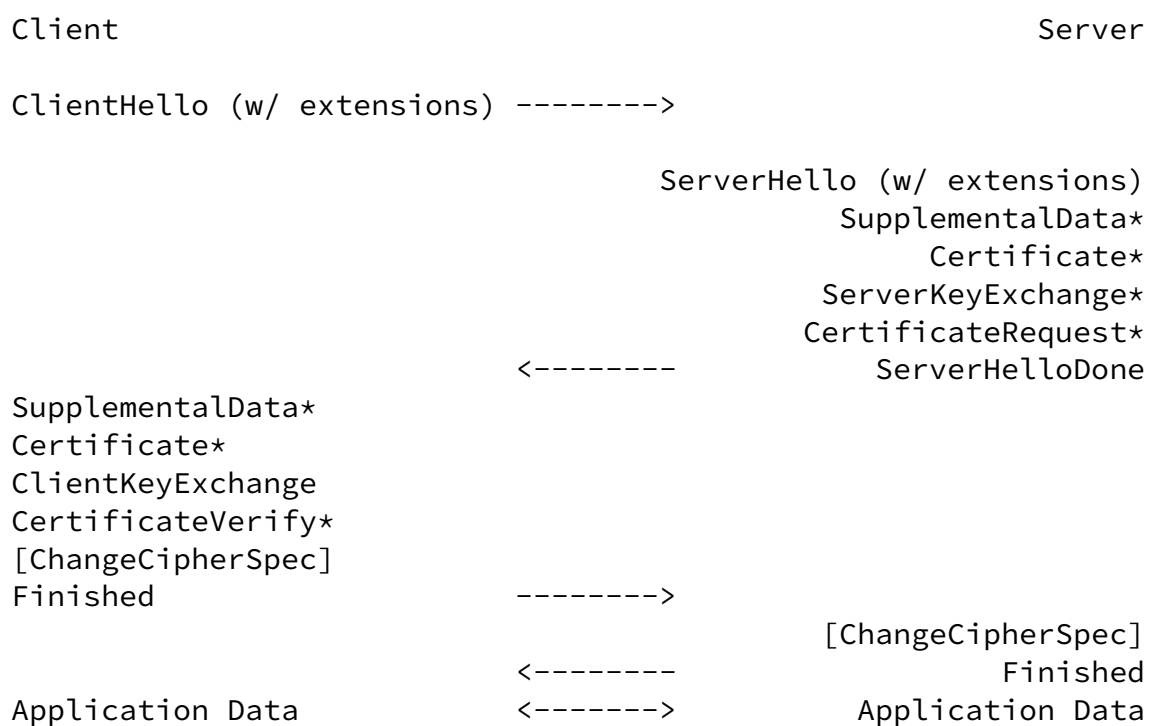 Client                                                   Server

ClientHello (w/ extensions) -------->

                                    ServerHello (w/ extensions)
                                              SupplementalData*
                                                   Certificate*
                                             ServerKeyExchange*
                                            CertificateRequest*
                            <--------           ServerHelloDone
SupplementalData*
Certificate*
ClientKeyExchange
CertificateVerify*
[ChangeCipherSpec]
Finished                    -------->
                                             [ChangeCipherSpec]
                            <--------                  Finished
Application Data            <------->          Application Data